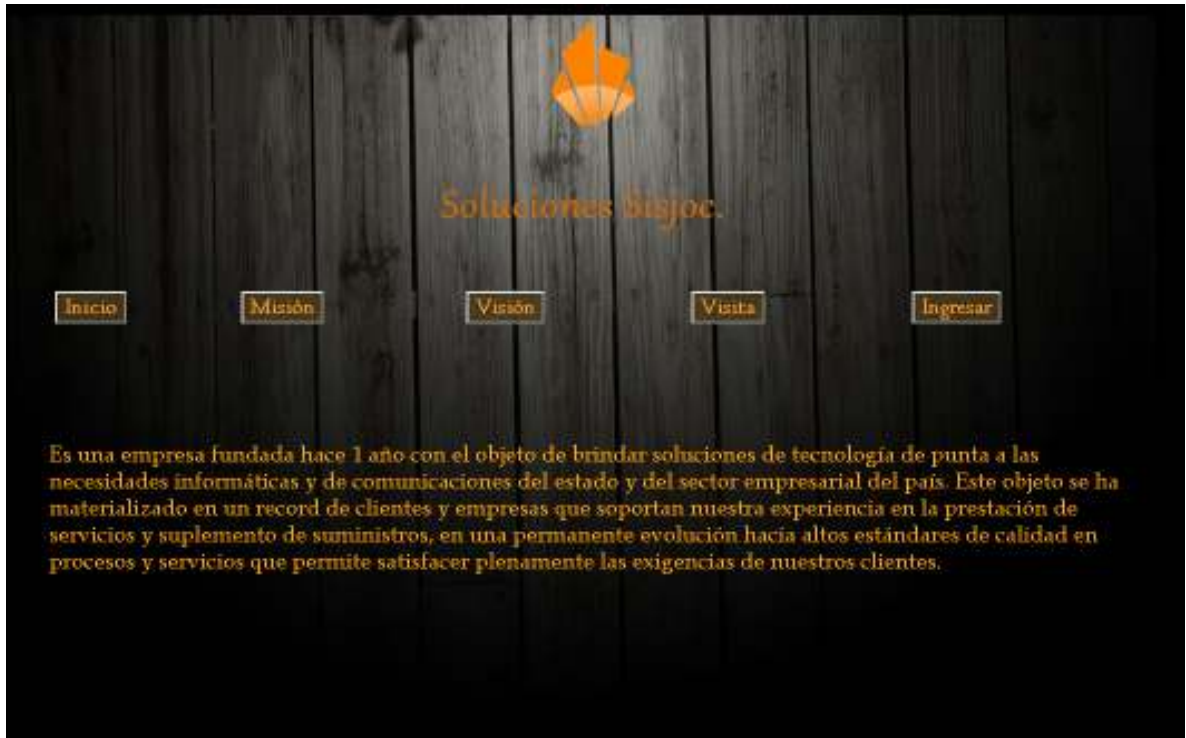 Soluciones Sisjoc.
Inicio
Misión
Visión
Visita
Ingresar
Es una empresa fundada hace 1 año con el objeto de brindar soluciones de tecnología de punta a las
necesidades informáticas y de comunicaciones del estado y del sector empresarial del país. Este objeto se ha
materializado en un record de clientes y empresas que soportan nuestra experiencia en la prestación de
servicios y suplemento de suministros, en una permanente evolución hacía altos estándares de calidad en
procesos y servicios que permite satisfacer plenamente las exigencias de nuestros clientes.